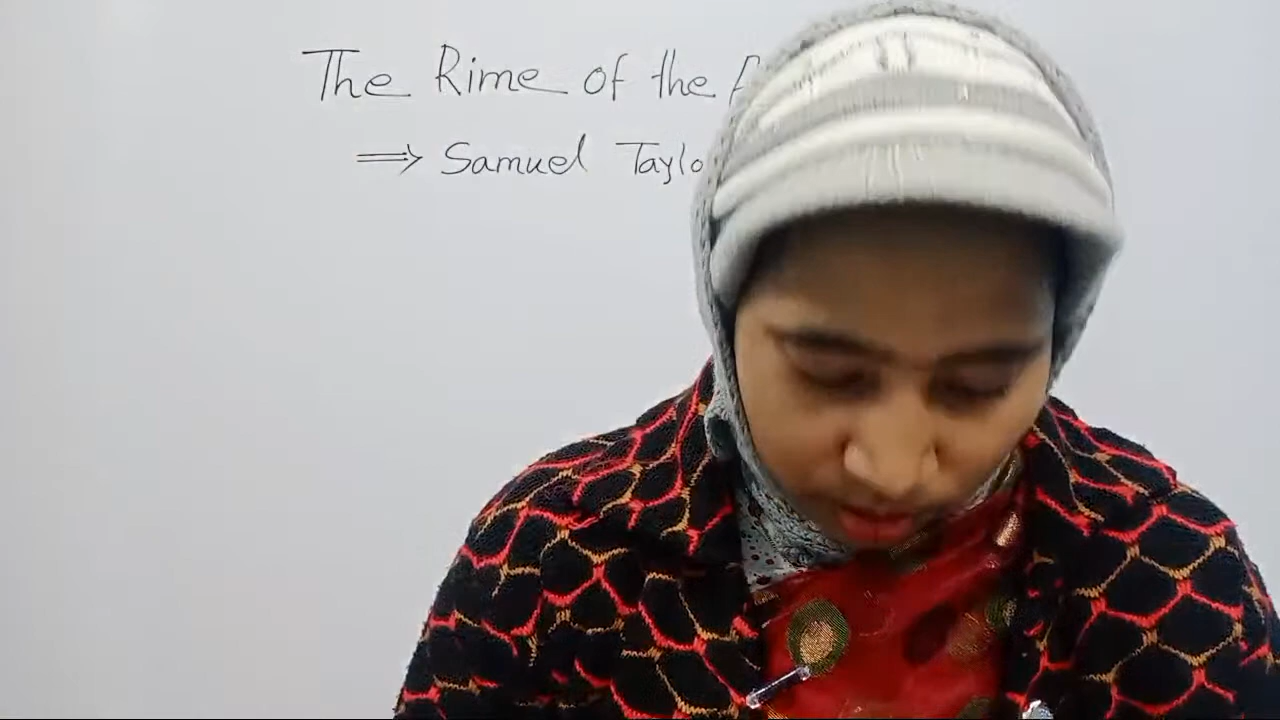 The Rime of the
⇒ Samuel Taylo